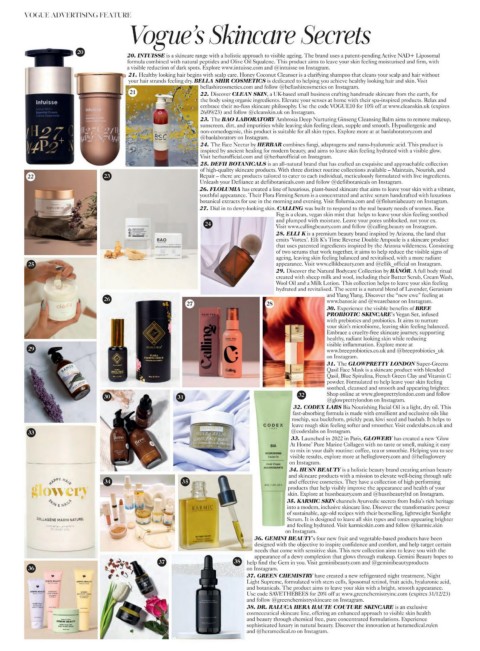 VOGUE ADVERTISING FEATURE
Vogue's Skincare Secrets
20. INTUISSE is a skincare range with a holistic approach to visible ageing. The brand uses a patent-pending Active NAD+ Liposomal
formula combined with natural peptides and Olive Oil Squalene. This product aims to leave your skin feeling moisturised and firm, with
a visible reduction of dark spots. Explore www.intuisse.com and @intuisse on Instagram.
21. Healthy looking hair begins with scalp care. Honey Coconut Cleanser is a clarifying shampoo that cleans your scalp and hair without
your hair strands feeling dry. BELLA SHIR COSMETICS is dedicated to helping you achieve healthy looking hair and skin. Visit
bellashircosmetics.com and follow @bellashircosmetics on Instagram.
22. Discover CLEUN SKIN, a UK-based small business crafting handmade skincare from the earth, for
the body using organic ingredients. Elevate your senses at home with their spa-inspired products. Relax and
embrace their no-fuss skincare philosophy. Use the code VOGUE20 for 10% off at www.cleunskin.uk (expires
26/09/23) and follow @cleunskin.uk on Instagram.
23. The BAO LABORATORY Ambrosia Deep Nurturing Gleaming Cleansing Balm aims to remove makeup,
sunscreen, dirt, and impurities while leaving skin feeling clean, supple and smooth. Hypoallergenic and
non-comedogenic, this product is suitable for all skin types. Explore more at baolaboratory.com and
@baolaboratory on Instagram.
24. The Face Nectar by HERBAR combines fungi, adaptogens and nano-hyaluronic acid. This product is
inspired by ancient healing for modern beauty, and aims to leave skin feeling hydrated with a visible glow.
Visit herbarofficial.com and @herbarofficial on Instagram.
25. DEFII BOTANICALS is an all-natural brand that has crafted an exquisite and approachable collection
of high-quality skincare products. With three distinct routine collections available – Maintain, Nourish, and
Repair – there are products tailored to cater to each individual, meticulously formulated with live ingredients.
Unleash your Defiiance at defiibotanicals.com and follow @defiibotanicals on Instagram.
26. FLOLUMIA has created a line of luxurious, plant-based skincare that aims to leave your skin with a vibrant,
youthful appearance. Their Flora Firming Serum is a concentrated and active serum handcrafted with luxurious
botanical extracts for use in the morning and evening. Visit flolumia.com and @flolumiabeauty on Instagram.
27. Dial in to dewy-looking skin. CALLING was built to respond to the real beauty needs of women. Face
Fig is a clean, vegan skin mist that helps to leave your skin feeling soothed
and plumped with moisture. Leave your pores unblocked, not your ex.
Visit www.callingbeauty.com and follow @calling.beauty on Instagram.
28. ELLI K is a premium beauty brand inspired by Arizona, the land that
emits 'Vortex'. Elli K's Time Reverse Double Ampoule is a skincare product
that uses patented ingredients inspired by the Arizona wilderness. Consisting
of two serums that work together, it aims to help reduce the visible signs of
ageing, leaving skin feeling balanced and revitalised, with a more radiant
appearance. Visit www.ellikbeauty.com and @ellik_official on Instagram.
29. Discover the Natural Bodycare Collection by BÁNÓR. A full body ritual
created with sheep milk and wool, including their Butter Scrub, Cream Wash,
Wool Oil and a Milk Lotion. This collection helps to leave your skin feeling
hydrated and revitalised. The scent is a natural blend of Lavender, Geranium
and Ylang Ylang. Discover the "new ewe" feeling at
www.banor.ie and @wearebanor on Instagram.
30. Experience the visible benefits of BREE
PROBIOTIC SKINCARE's Vegan Set, infused
with prebiotics and probiotics. It aims to nurture
your skin's microbiome, leaving skin feeling balanced.
Embrace a cruelty-free skincare journey, supporting
healthy, radiant looking skin while reducing
visible inflammation. Explore more at
www.breeprobiotics.co.uk and @breeprobiotics_uk
on Instagram.
31. The GLOWPRETTY LONDON Super-Greens
Quad Face Mask is a skincare product with blended
Quad, Blue Spirulina, French Green Clay and Vitamin C
powder. Formulated to help leave your skin feeling
soothed, cleansed and smooth and appearing brighter.
Shop online at www.glowprettylondon.com and follow
@glowprettylondon on Instagram.
32. CODEX LABS Bia Nourishing Facial Oil is a light, dry oil. This
fast-absorbing formula is made with emollient and occlusive oils like
rosehip, sea buckthorn, prickly pear, kiwi seed and baobab. It helps to
leave rough skin feeling softer and smoother. Visit codexlabs.co.uk and
@codexlabs on Instagram.
33. Launched in 2022 in Paris, GLOWERY has created a new 'Glow
At Home' Pure Marine Collagen with no taste or smell, making it easy
to mix in your daily routine: coffee, tea or smoothie. Helping you to see
visible results, explore more at helloglowery.com and @helloglowery
on Instagram.
34. HUSN BEAUTY is a holistic beauty brand creating artisan beauty
and skincare products with a mission to elevate well-being through safe
and effective cosmetics. They have a collection of high performing
products that help visibly improve the appearance and health of your
skin. Explore at husnbeauty.com and @husnbeautyltd on Instagram.
35. KARMIC SKIN channels Ayurvedic secrets from India's rich heritage
into a modern, inclusive skincare line. Discover the transformative power
of sustainable, age-old recipes with their bestselling, lightweight Sunlight
Serum. It is designed to leave all skin types and tones appearing brighter
and feeling hydrated. Visit karmicskin.com and follow @karmic.skin
on Instagram.
36. GEMINI BEAUTY's four new fruit and vegetable-based products have been
designed with the objective to inspire confidence and comfort, and help target certain
needs that come with sensitive skin. This new collection aims to leave you with the
appearance of a dewy complexion that glows through makeup. Gemini Beauty hopes to
help find the Gem in you. Visit geminibeauty.com and @geminibeautyproducts
on Instagram.
37. GREEN CHEMISTRY have created a new refrigerated night treatment, Night
Light Supreme, formulated with stem cells, liposomal retinol, fruit acids, hyaluronic acid,
and botanicals. The product aims to leave your skin with a bright, smooth appearance.
Use code SAVETHEBEES for 20% off at www.greenchemistryme.com (expires 31/12/23)
and follow @greenchemistryskincare on Instagram.
38. DR. RALUCA HERA HAUTE COUTURE SKINCARE is an exclusive
cosmeceutical skincare line, offering an enhanced approach to visible skin health
and beauty through chemical free, pure concentrated formulations. Experience
sophisticated luxury in natural beauty. Discover the innovation at heramedical.ro/en
and @heramedical.ro on Instagram.
20
21
22
23
24
25
26
27
28
29
30
31
32
33
34
35
36
37
38
intuisse
BAO
Calling
CODEX
glowery
COLLAGÈNE MARIN NATUREL
KARMIC